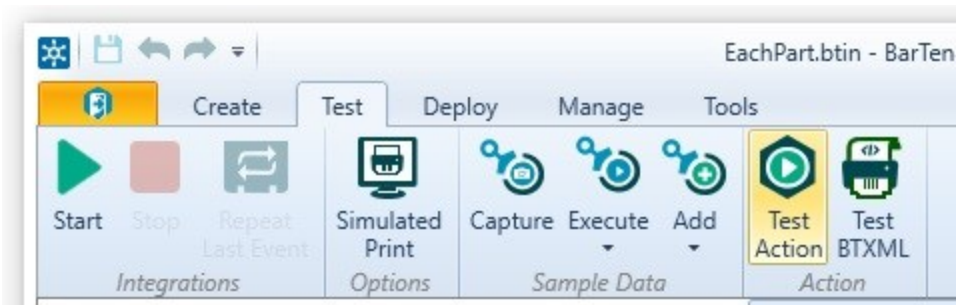 EachPart.btin - BarTen
Create Test Deploy Manage Tools
Start Stop Repeat Last Event Simulated Print Capture Execute Add Test Action Test BTXML
Integrations Options Sample Data Action